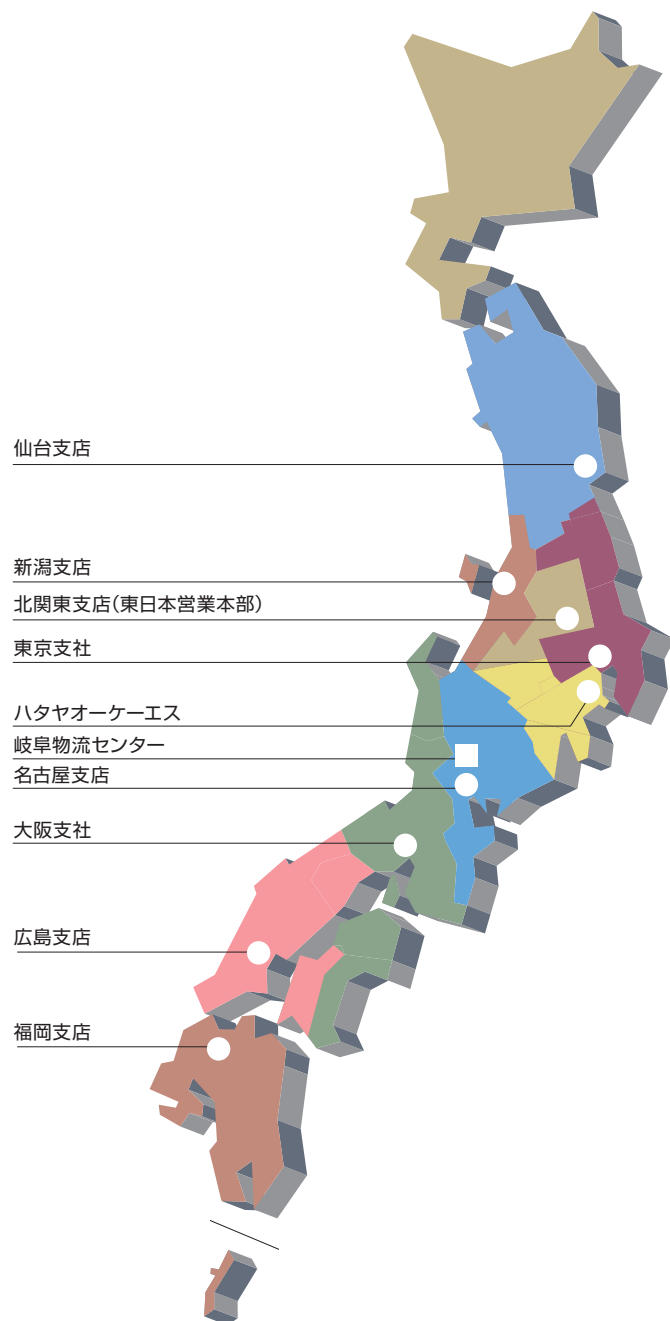 仙台支店
新潟支店
北関東支店(東日本営業本部)
東京支社
ハタヤオーケーエス
岐阜物流センター
名古屋支店
大阪支社
広島支店
福岡支店